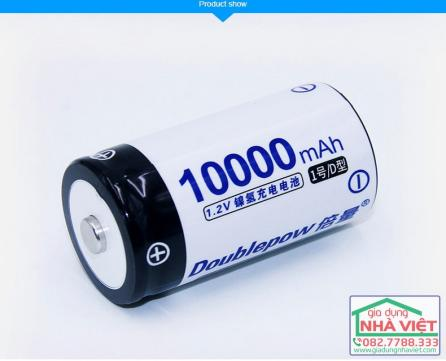 Product show
10000mAh
1.2V 镍氢充电电池
1号/D型
Doublepow 倍量®
gia dụng
NHÀ VIỆT
082.7788.333
www.giadungnhaviet.com